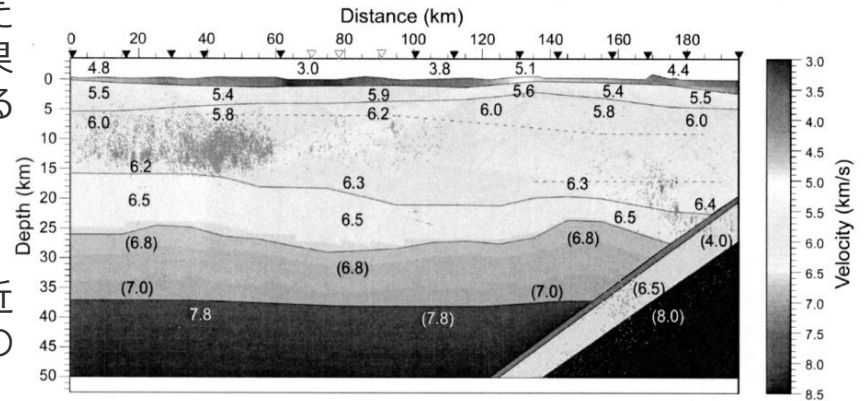 Distance (km)
0 20 40 60 80 100 120 140 160 180
4.8 3.0 3.8 5.1 4.4
5.5 5.4 5.9 5.6 5.4 5.5
6.0 5.8 6.2 6.0 5.8 6.0
6.2 6.3 6.3 6.4
6.5 6.5 6.5
(6.8) (6.8) (6.8) (4.0)
(7.0) (7.0) (6.5)
7.8 (7.8) (8.0)
Depth (km)
0
5
10
15
20
25
30
35
40
45
50
3.0
3.5
4.0
4.5
5.0
5.5
6.0
6.5
7.0
7.5
8.0
8.5
Velocity (km/s)
る
の